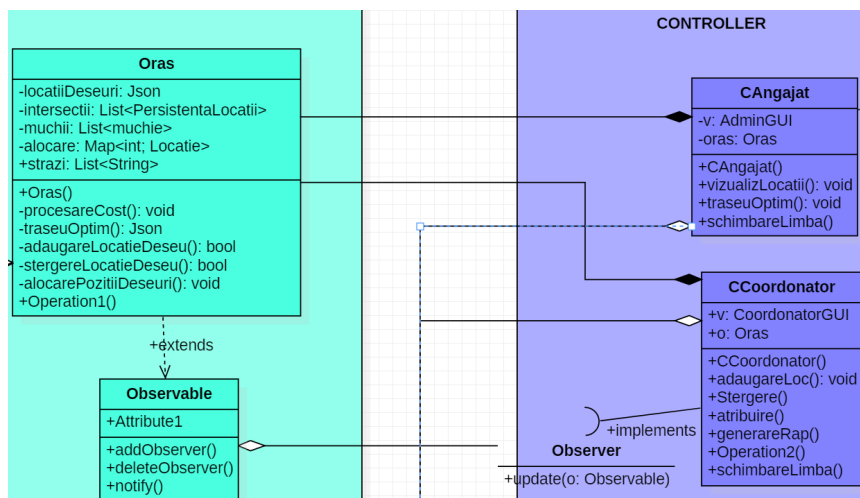 Oras
-locatiiDeseuri: Json
-intersectii: List<PersistentaLocatii>
-muchii: List<muchie>
-alocare: Map<int; Locatie>
+strazi: List<String>
+Oras()
-procesareCost(): void
-traseuOptim(): Json
-adaugareLocatieDeseu(): bool
-stergereLocatieDeseu(): bool
-alocarePozitiiDeseuri(): void
+Operation1()
+extends
Observable
+Attribute1
+addObserver()
+deleteObserver()
+notify()
CONTROLLER
CAngajat
-v: AdminGUI
-oras: Oras
+CAngajat()
+vizualizLocatii(): void
+traseuOptim(): void
+schimbareLimba()
CCoordonator
+v: CoordonatorGUI
+o: Oras
+CCoordonator()
+adaugareLoc(): void
+Stergere()
+atribuire()
+generareRap()
+Operation2()
+schimbareLimba()
+implements
Observer
+update(o: Observable)